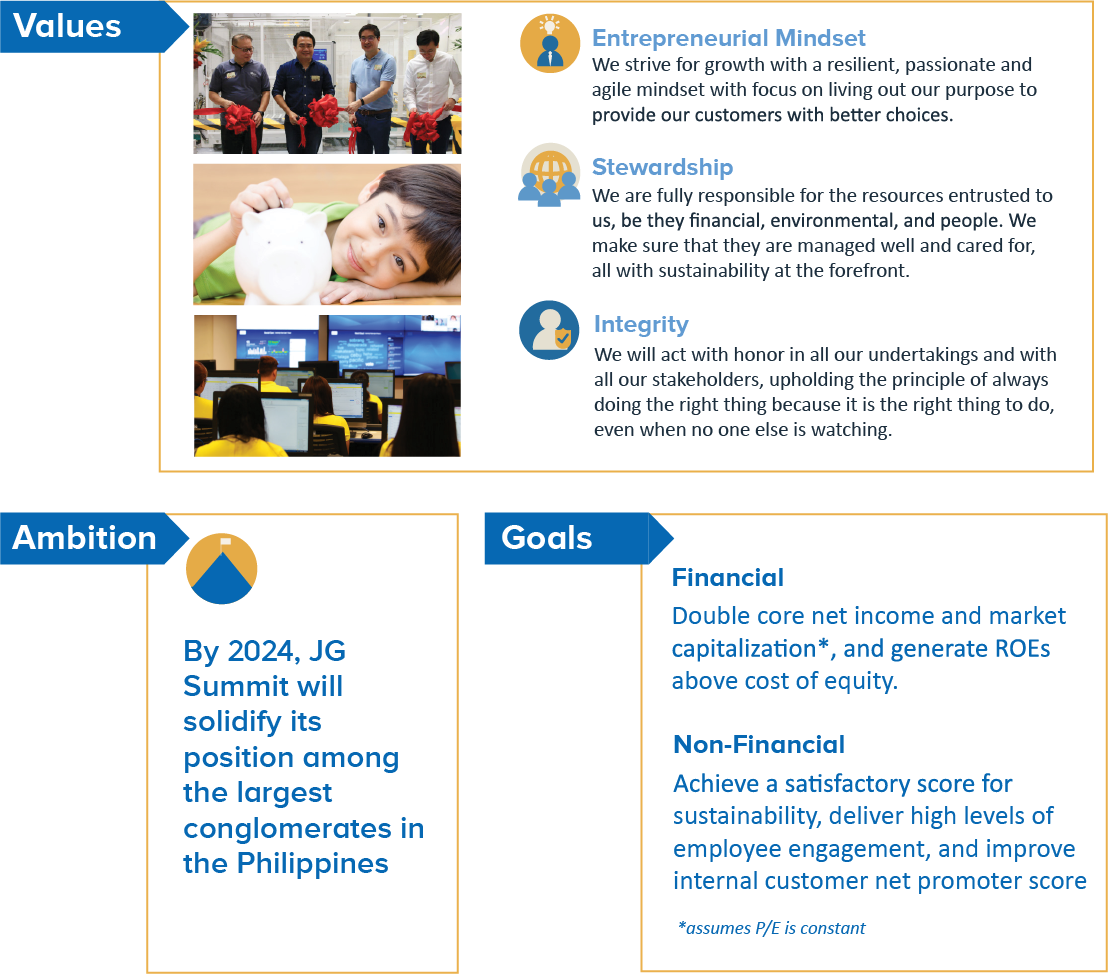 Values
Entrepreneurial Mindset
We strive for growth with a resilient, passionate and
agile mindset with focus on living out our purpose to
provide our customers with better choices.
Stewardship
We are fully responsible for the resources entrusted to
us, be they financial, environmental, and people. We
make sure that they are managed well and cared for,
all with sustainability at the forefront.
Integrity
We will act with honor in all our undertakings and with
all our stakeholders, upholding the principle of always
doing the right thing because it is the right thing to do,
even when no one else is watching.
Ambition
By 2024, JG
Summit will
solidify its
position among
the largest
conglomerates in
the Philippines
Goals
Financial
Double core net income and market
capitalization*, and generate ROEs
above cost of equity.
Non-Financial
Achieve a satisfactory score for
sustainability, deliver high levels of
employee engagement, and improve
internal customer net promoter score
*assumes P/E is constant